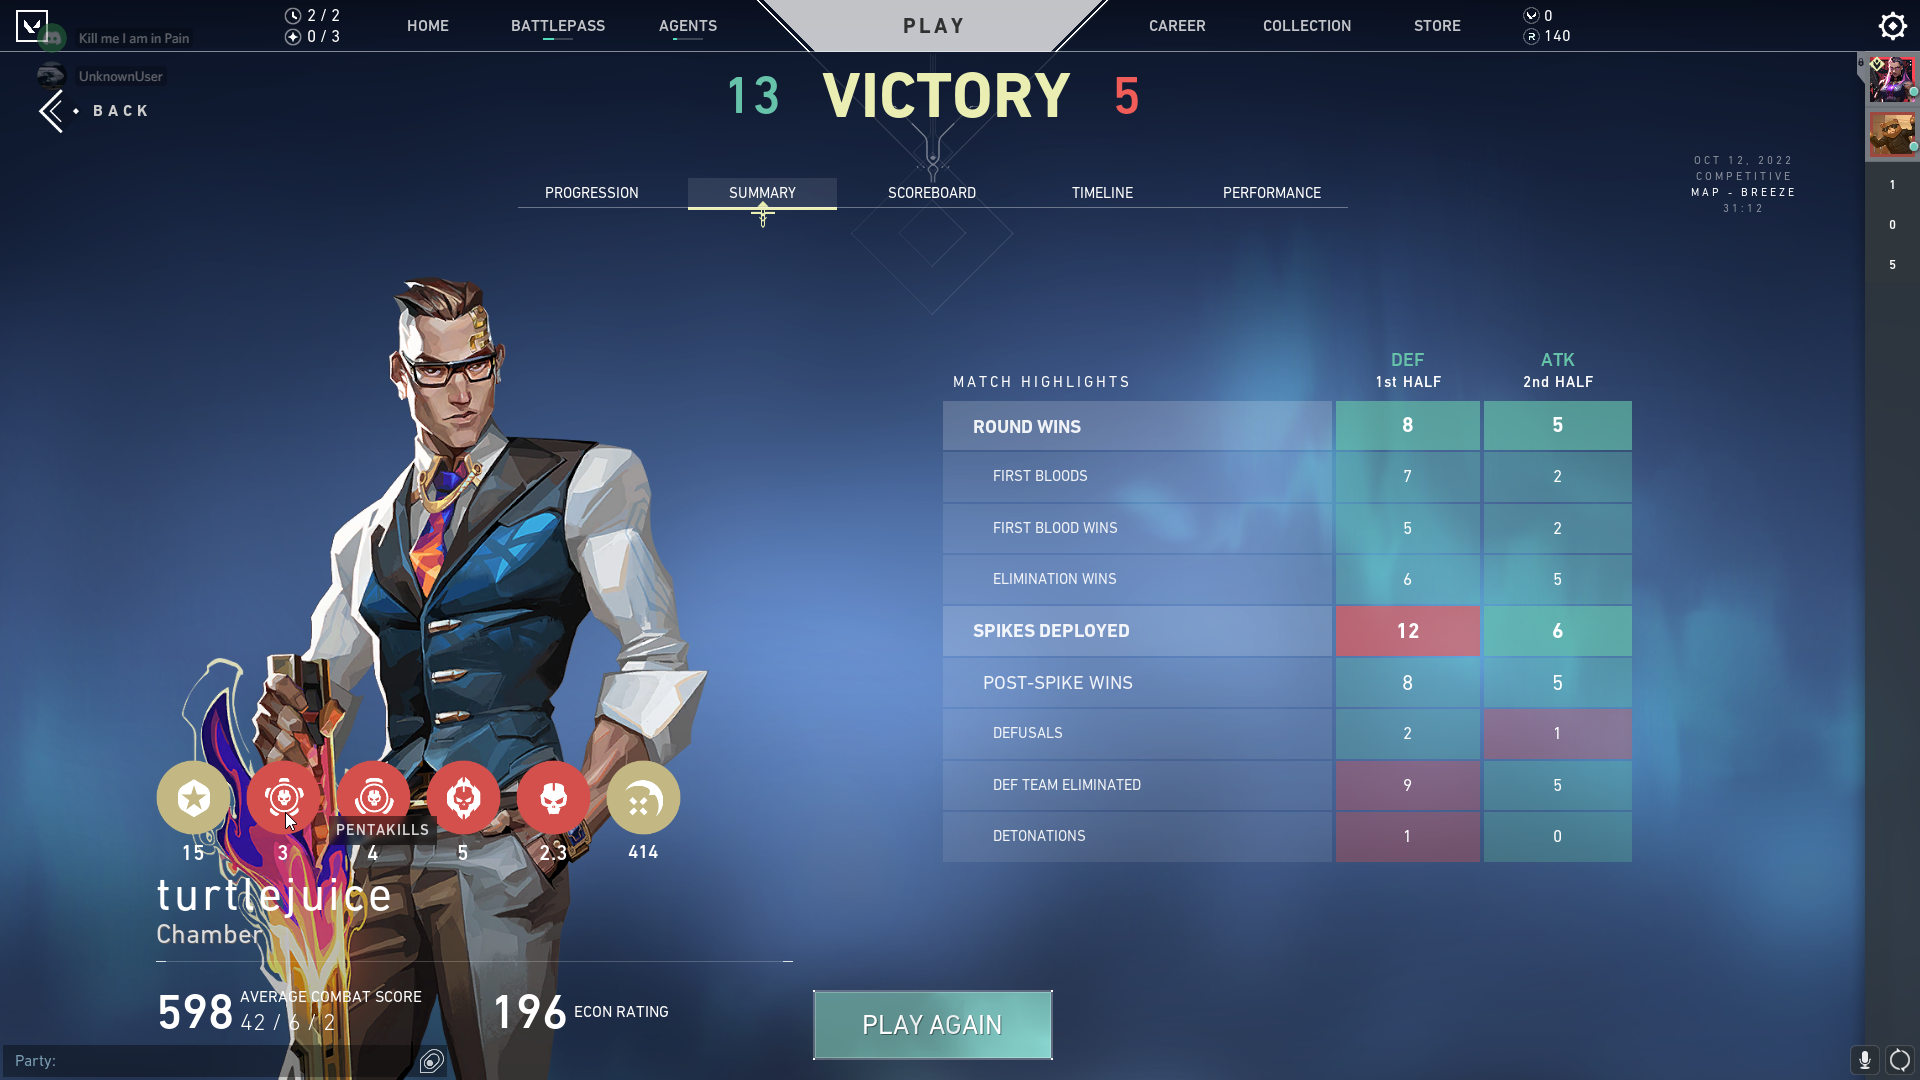 2 / 2
0 / 3
HOME
BATTLEPASS
AGENTS
PLAY
CAREER
COLLECTION
STORE
0
R 140
Kill me I am in Pain
UnknownUser
BACK
13 VICTORY 5
PROGRESSION
SUMMARY
SCOREBOARD
TIMELINE
PERFORMANCE
OCT 12, 2022
COMPETITIVE
MAP - BREEZE
31:12
1
0
5
MATCH HIGHLIGHTS
DEF
1st HALF
ATK
2nd HALF
ROUND WINS 8 5
FIRST BLOODS 7 2
FIRST BLOOD WINS 5 2
ELIMINATION WINS 6 5
SPIKES DEPLOYED 12 6
POST-SPIKE WINS 8 5
DEFUSALS 2 1
DEF TEAM ELIMINATED 9 5
DETONATIONS 1 0
PENTAKILLS
15 3 4 5 2.3 414
turtlejuice
Chamber
598 AVERAGE COMBAT SCORE
42 / 6 / 2
196 ECON RATING
PLAY AGAIN
Party: